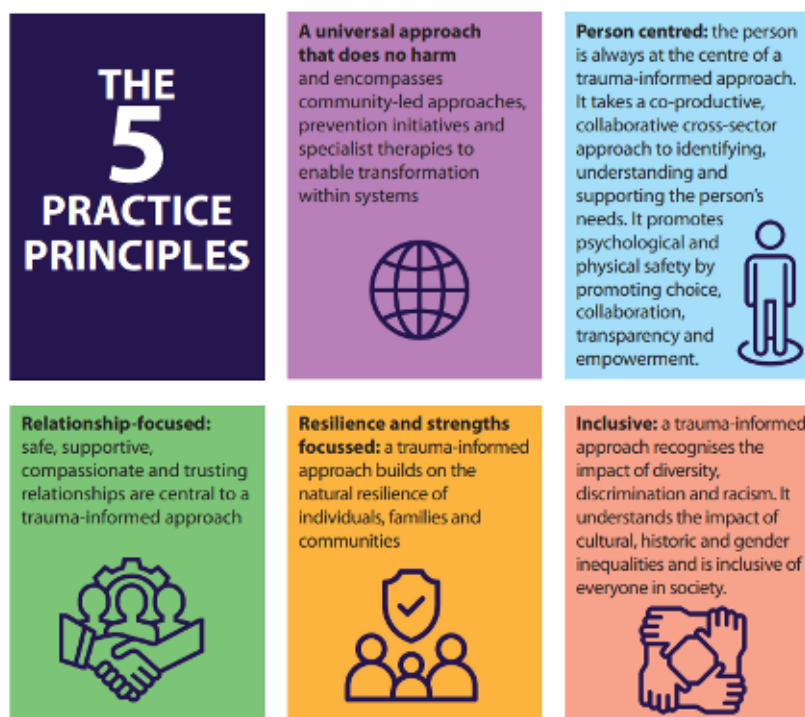 THE
5
PRACTICE
PRINCIPLES
A universal approach
that does no harm
and encompasses
community-led approaches,
prevention initiatives and
specialist therapies to
enable transformation
within systems
Person centred: the person
is always at the centre of a
trauma-informed approach.
It takes a co-productive,
collaborative cross-sector
approach to identifying,
understanding and
supporting the person's
needs. It promotes
psychological and
physical safety by
promoting choice,
collaboration,
transparency and
empowerment.
Relationship-focused:
safe, supportive,
compassionate and trusting
relationships are central to a
trauma-informed approach
Resilience and strengths
focussed: a trauma-informed
approach builds on the
natural resilience of
individuals, families and
communities
Inclusive: a trauma-informed
approach recognises the
impact of diversity,
discrimination and racism. It
understands the impact of
cultural, historic and gender
inequalities and is inclusive of
everyone in society.